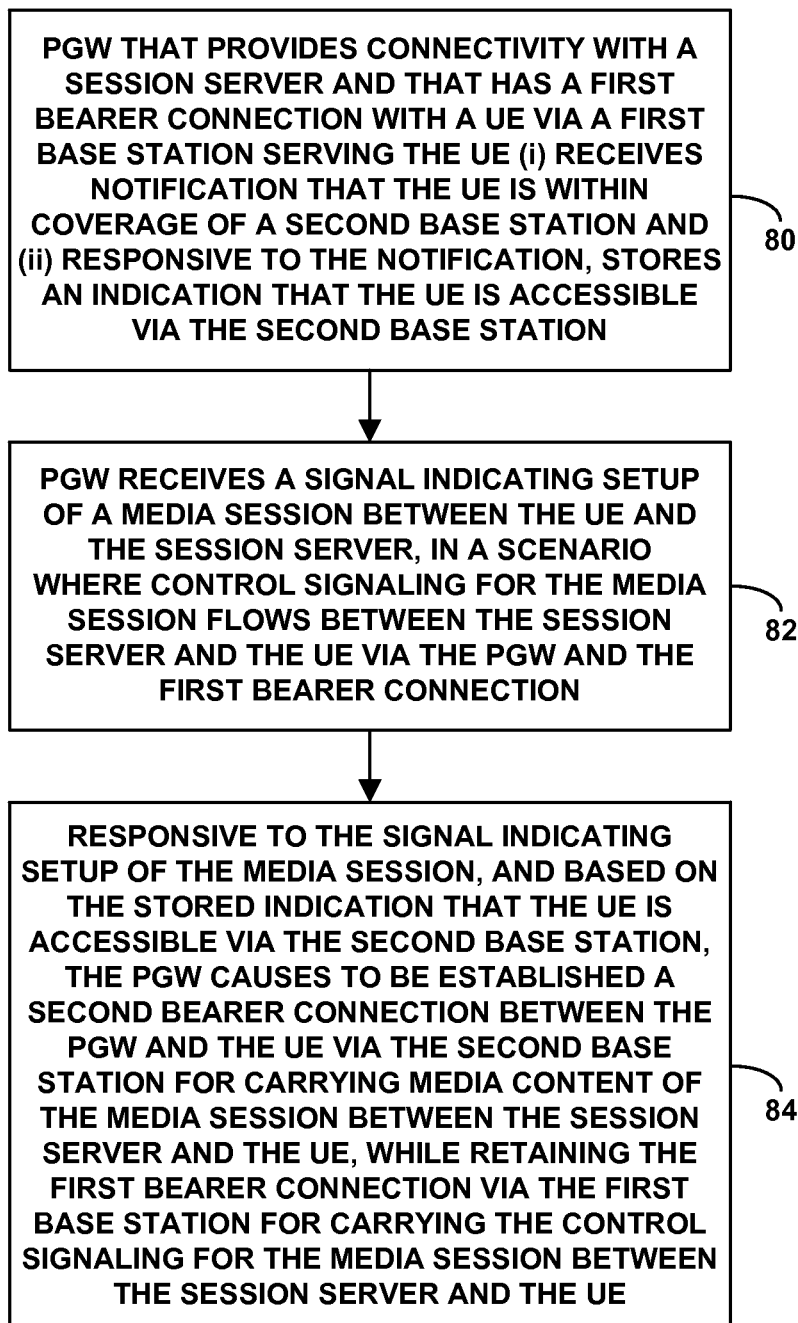 PGW THAT PROVIDES CONNECTIVITY WITH A
SESSION SERVER AND THAT HAS A FIRST
BEARER CONNECTION WITH A UE VIA A FIRST
BASE STATION SERVING THE UE (i) RECEIVES
NOTIFICATION THAT THE UE IS WITHIN
COVERAGE OF A SECOND BASE STATION AND
(ii) RESPONSIVE TO THE NOTIFICATION, STORES
AN INDICATION THAT THE UE IS ACCESSIBLE
VIA THE SECOND BASE STATION
80
PGW RECEIVES A SIGNAL INDICATING SETUP
OF A MEDIA SESSION BETWEEN THE UE AND
THE SESSION SERVER, IN A SCENARIO
WHERE CONTROL SIGNALING FOR THE MEDIA
SESSION FLOWS BETWEEN THE SESSION
SERVER AND THE UE VIA THE PGW AND THE
FIRST BEARER CONNECTION
82
RESPONSIVE TO THE SIGNAL INDICATING
SETUP OF THE MEDIA SESSION, AND BASED ON
THE STORED INDICATION THAT THE UE IS
ACCESSIBLE VIA THE SECOND BASE STATION,
THE PGW CAUSES TO BE ESTABLISHED A
SECOND BEARER CONNECTION BETWEEN THE
PGW AND THE UE VIA THE SECOND BASE
STATION FOR CARRYING MEDIA CONTENT OF
THE MEDIA SESSION BETWEEN THE SESSION
SERVER AND THE UE, WHILE RETAINING THE
FIRST BEARER CONNECTION VIA THE FIRST
BASE STATION FOR CARRYING THE CONTROL
SIGNALING FOR THE MEDIA SESSION BETWEEN
THE SESSION SERVER AND THE UE
84